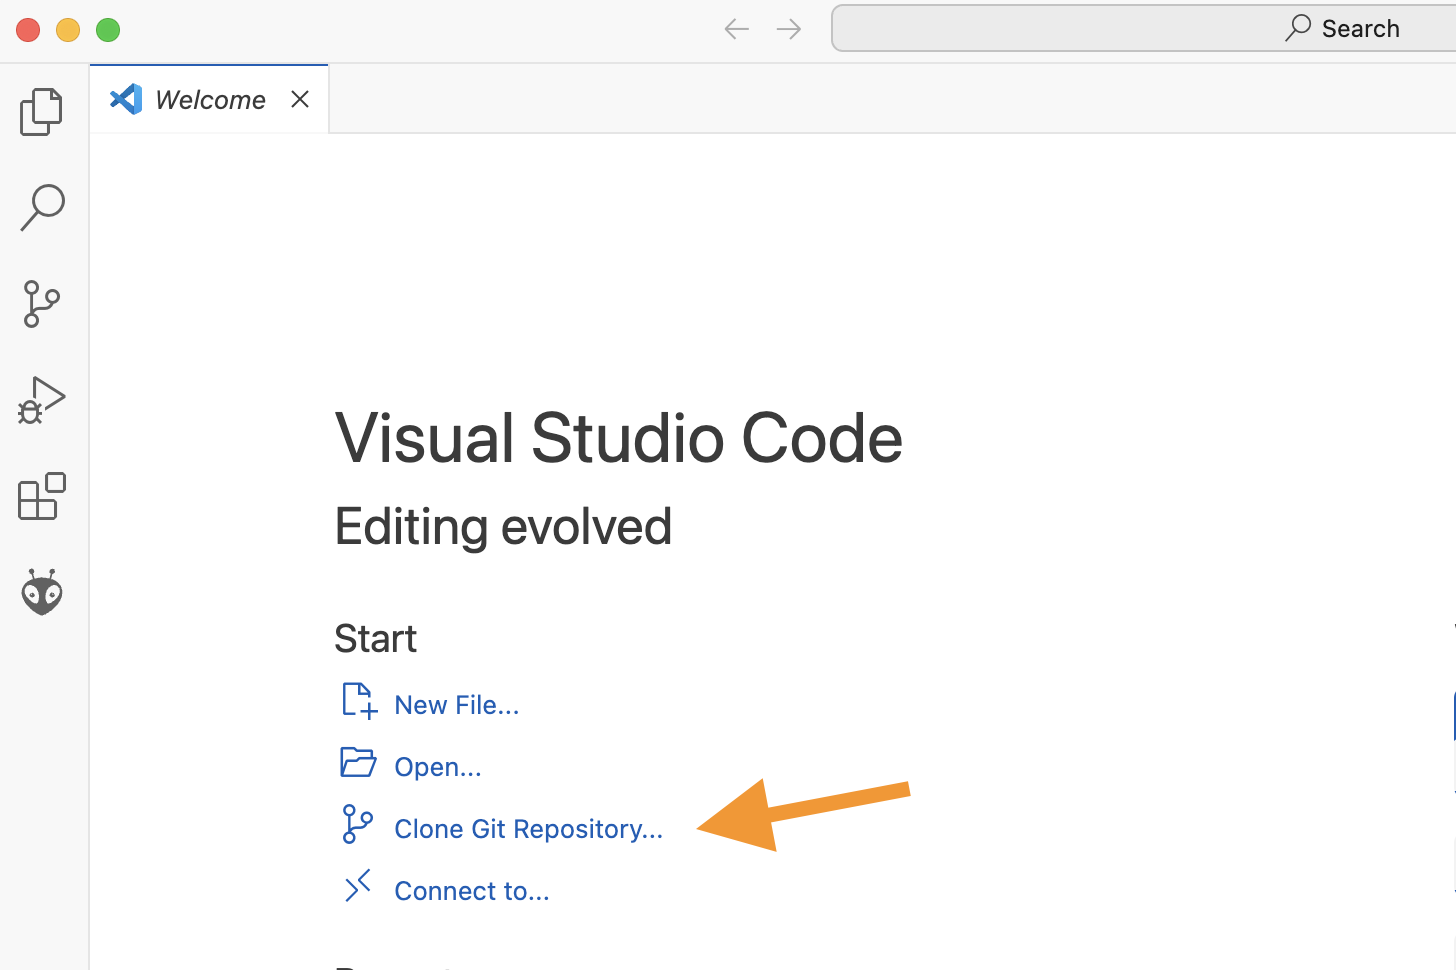 Search
Welcome
Visual Studio Code
Editing evolved
Start
New File...
Open...
Clone Git Repository...
Connect to...